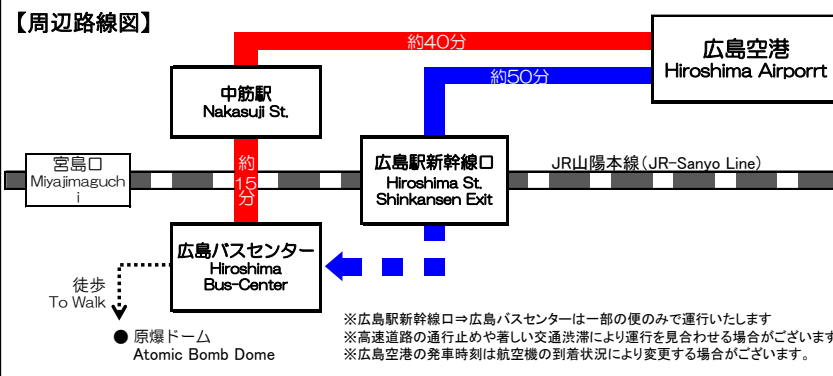 【周辺路線図】
約40分
広島空港
Hiroshima Airporrt
約50分
中筋駅
Nakasuji St.
宮島口
Miyajimaguch
i
約
15
分
広島駅新幹線口
Hiroshima St.
Shinkansen Exit
JR山陽本線(JR-Sanyo Line)
広島バスセンター
Hiroshima
Bus-Center
徒歩
To Walk
● 原爆ドーム
Atomic Bomb Dome
※広島駅新幹線口⇒広島バスセンターは一部の便のみで運行いたします
※高速道路の通行止めや著しい交通渋滞により運行を見合わせる場合がございます
※広島空港の発車時刻は航空機の到着状況により変更する場合がございます。